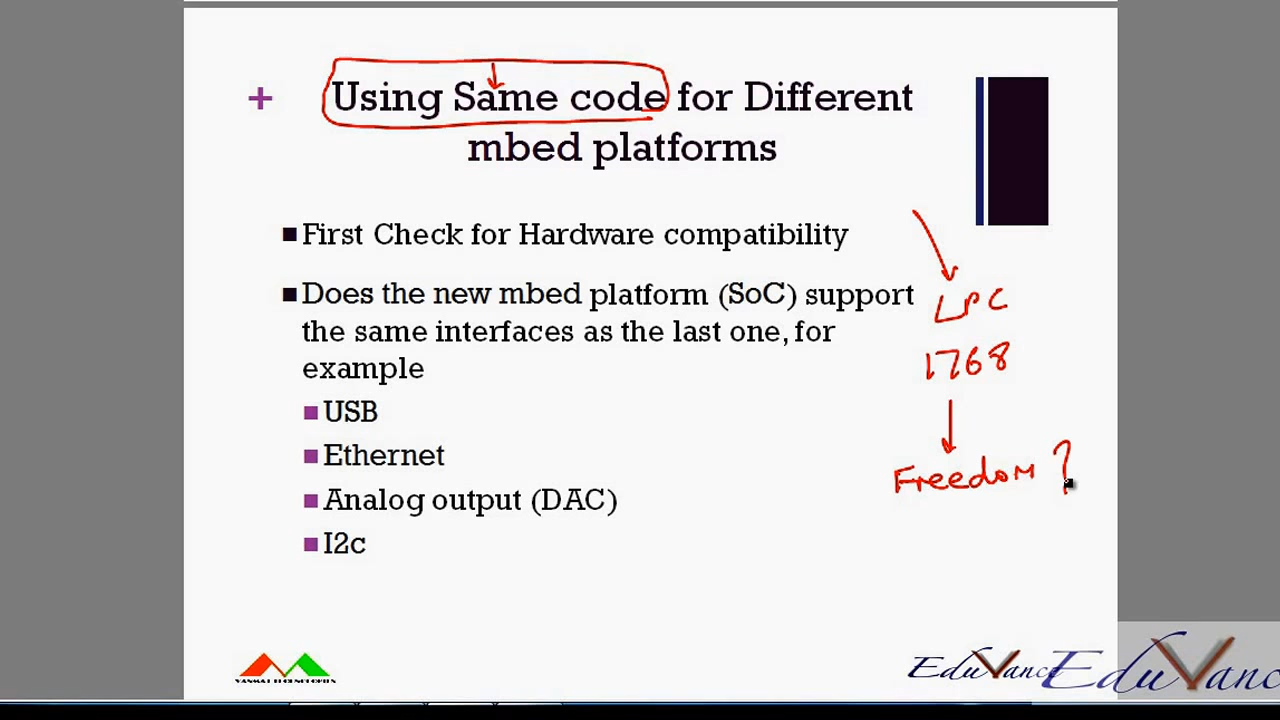 + Using Same code for Different
mbed platforms
First Check for Hardware compatibility
Does the new mbed platform (SoC) support
the same interfaces as the last one, for
example
USB
Ethernet
Analog output (DAC)
I2c
LPC
1768
Freedom ?
EduVance
EduVanc